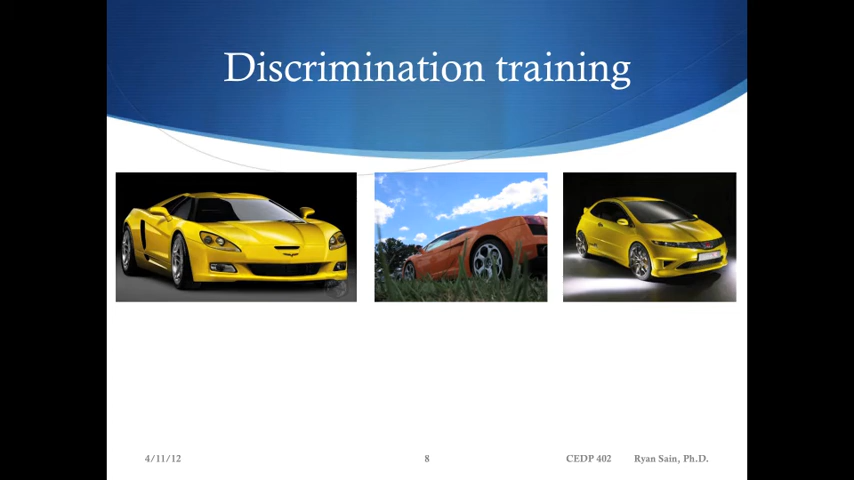 Discrimination training
4/11/12
8
CEDP 402 Ryan Sain, Ph.D.